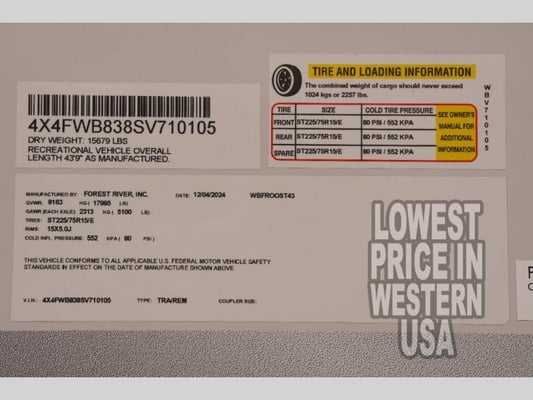 4X4FWB838SV710105
DRY WEIGHT: 15679 LBS
RECREATIONAL VEHICLE OVERALL
LENGTH 43'9" AS MANUFACTURED.
TIRE AND LOADING INFORMATION
The combined weight of cargo should never exceed
1024 kgs or 2257 lbs.
TIRE SIZE COLD TIRE PRESSURE
FRONT ST225/75R15/E 80 PSI / 552 KPA
REAR ST225/75R15/E 80 PSI / 552 KPA
SPARE ST225/75R15/E 80 PSI / 552 KPA
SEE OWNER'S
MANUAL FOR
ADDITIONAL
INFORMATION
WBV710105
MANUFACTURED BY: FOREST RIVER, INC. DATE: 12/04/2024 WBFROOST43
GVWR: 8163 KG ( 17995 LB)
GAWR (EACH AXLE): 2313 KG ( 5100 LB)
TIRES: ST225/75R15/E
RIMS: 15X5.0J
COLD INFL. PRESSURE: 552 KPA ( 80 PSI )
THIS VEHICLE CONFORMS TO ALL APPLICABLE U.S. FEDERAL MOTOR VEHICLE SAFETY
STANDARDS IN EFFECT ON THE DATE OF MANUFACTURE SHOWN ABOVE.
V.I.N.: 4X4FWB838SV710105 TYPE: TRA/REM COUPLER SIZE:
LOWEST
PRICE IN
WESTERN
USA